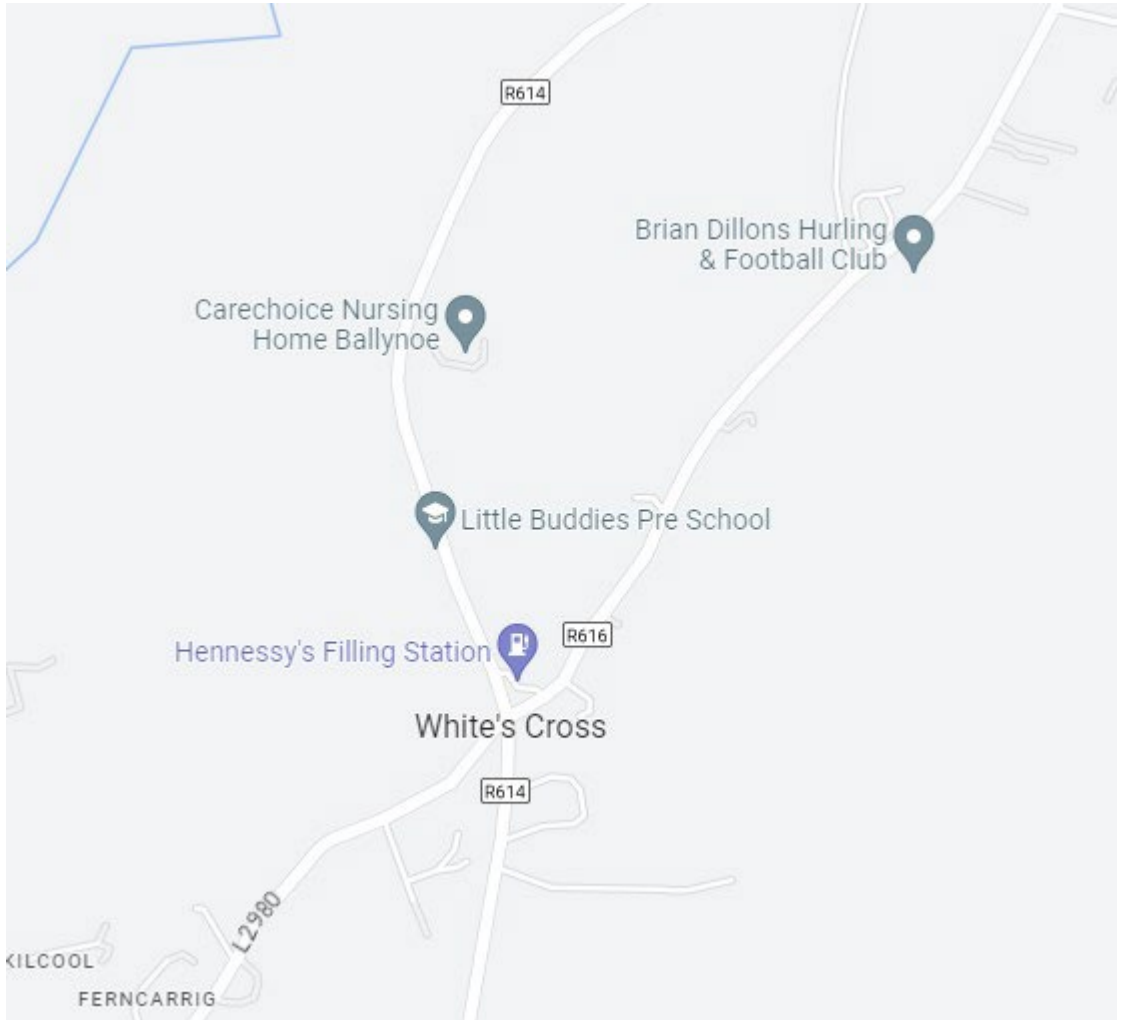 R614
Brian Dillons Hurling
& Football Club
Carechoice Nursing
Home Ballynoe
Little Buddies Pre School
R616
Hennessy's Filling Station
White's Cross
R614
L2980
KILCOOL
FERNCARRIG